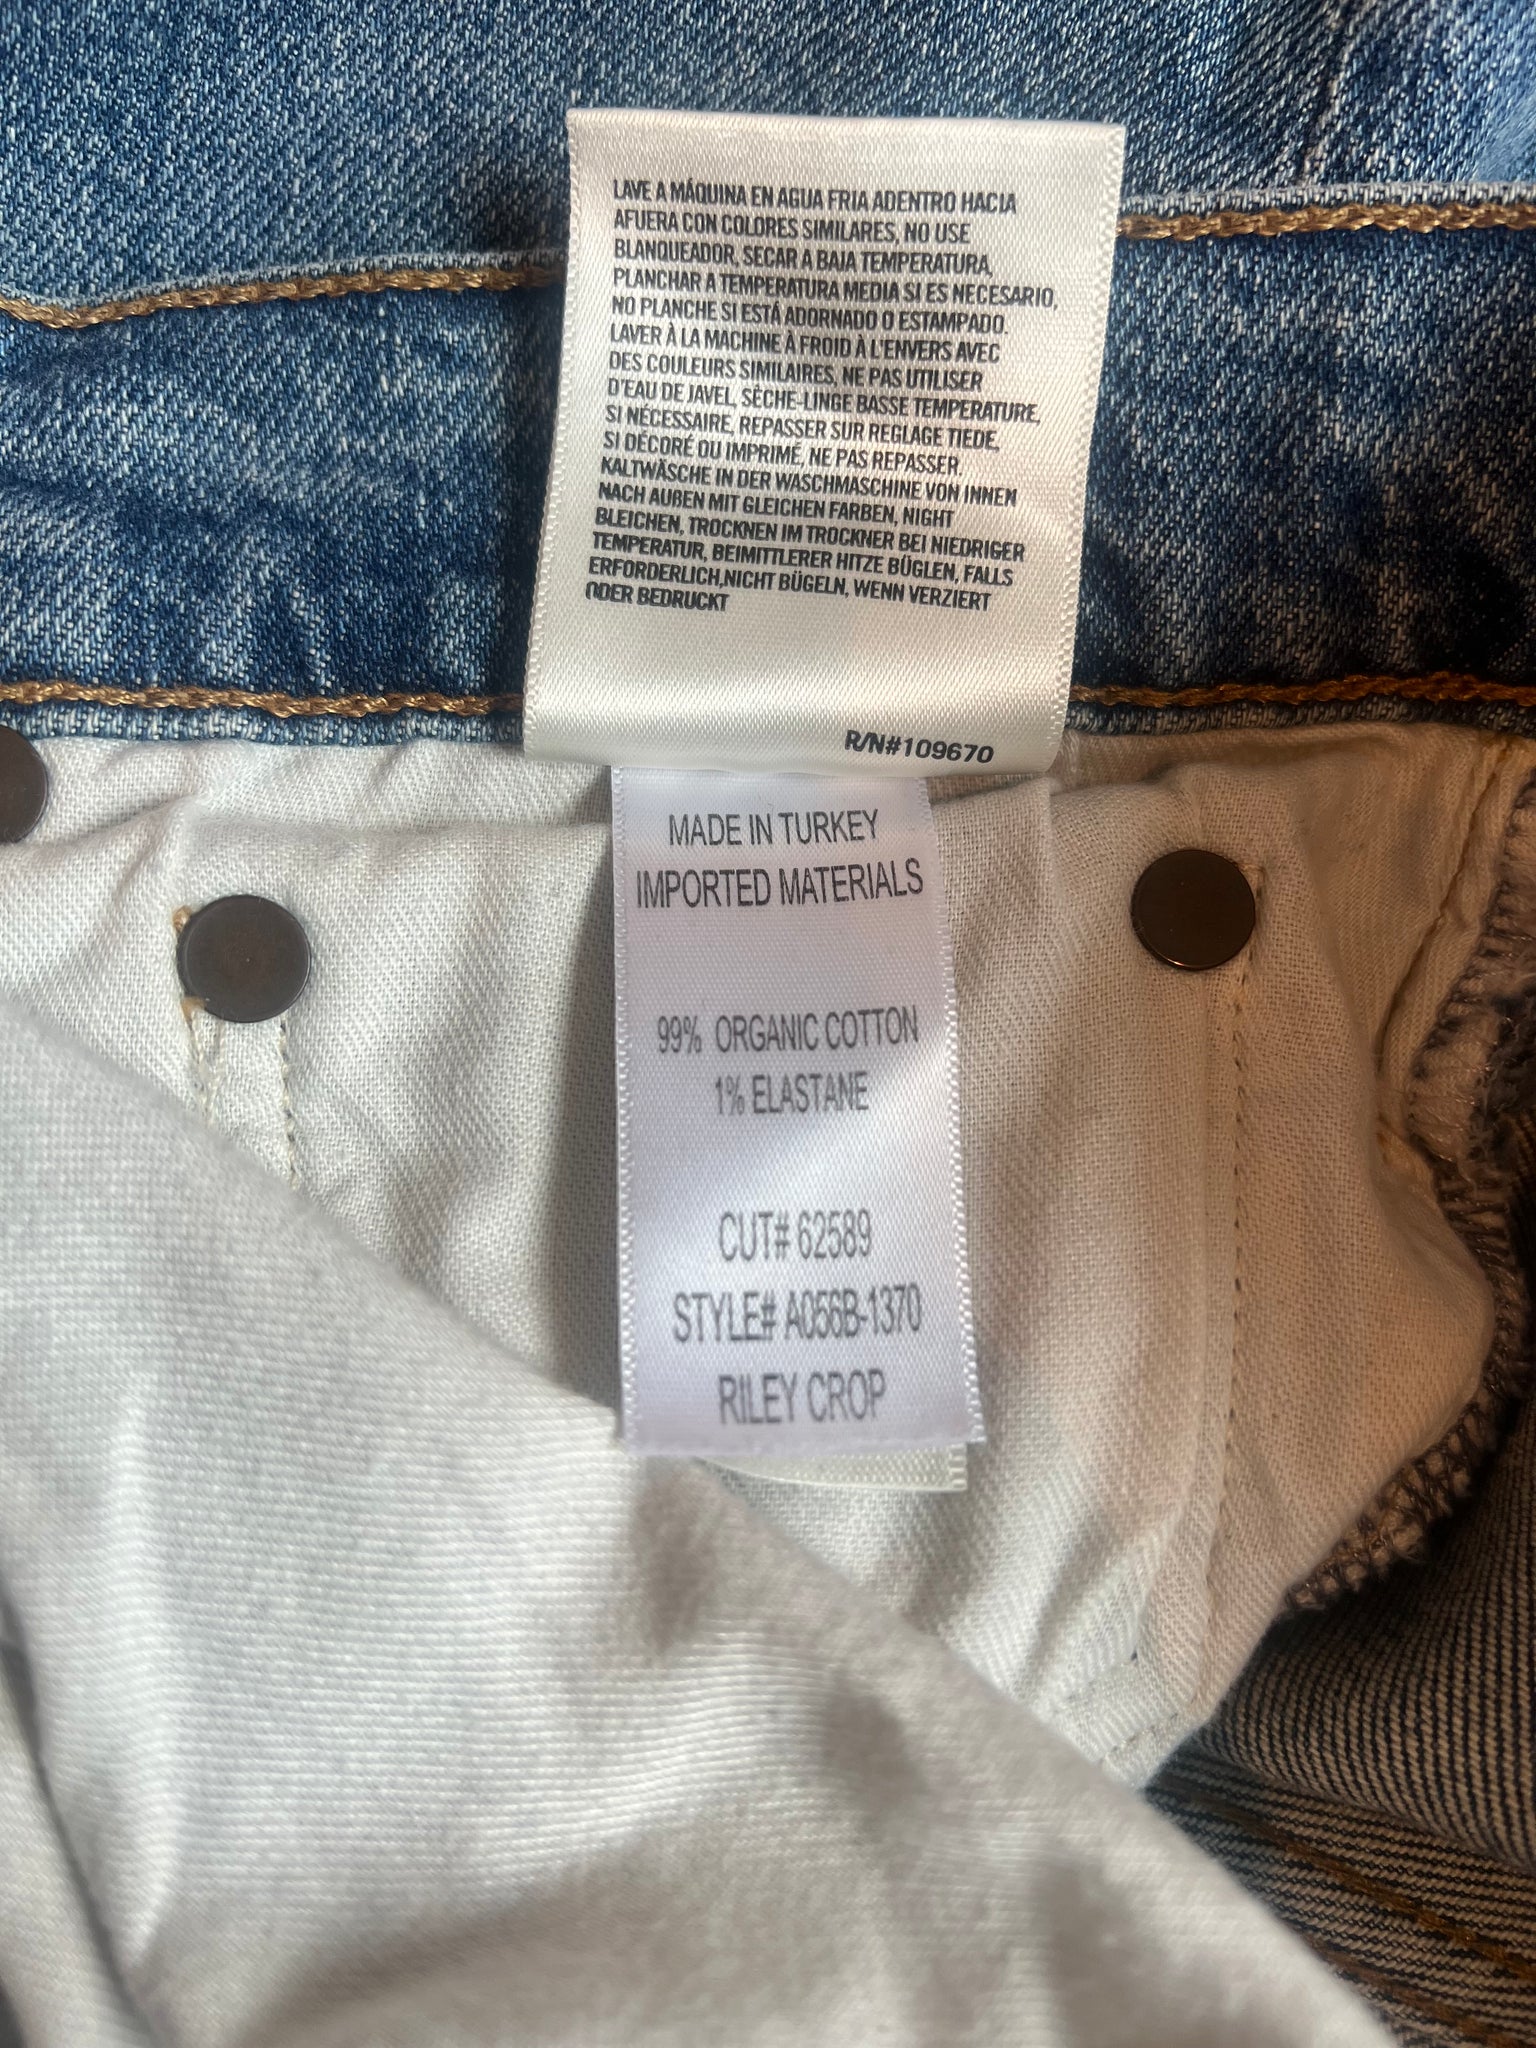 LAVE A MÁQUINA EN AGUA FRIA ADENTRO HACIA
AFUERA CON COLORES SIMILARES, NO USE
BLANQUEADOR, SECAR A BAJA TEMPERATURA,
PLANCHAR A TEMPERATURA MEDIA SI ES NECESARIO,
NO PLANCHE SI ESTÁ ADORNADO O ESTAMPADO.
LAVER À LA MACHINE À FROID À L'ENVERS AVEC
DES COULEURS SIMILAIRES, NE PAS UTILISER
D'EAU DE JAVEL, SÈCHE-LINGE BASSE TEMPERATURE,
SI NÉCESSAIRE, REPASSER SUR REGLAGE TIEDE,
SI DÉCORÉ OU IMPRIMÉ, NE PAS REPASSER.
KALTWÄSCHE IN DER WASCHMASCHINE VON INNEN
NACH AUßEN MIT GLEICHEN FARBEN, NIGHT
BLEICHEN, TROCKNEN IM TROCKNER BEI NIEDRIGER
TEMPERATUR, BEIMITTLERER HITZE BÜGLEN, FALLS
ERFORDERLICH,NICHT BÜGELN, WENN VERZIERT
ODER BEDRUCKT
R/N#109670
MADE IN TURKEY
IMPORTED MATERIALS
99% ORGANIC COTTON
1% ELASTANE
CUT# 62589
STYLE# A056B-1370
RILEY CROP